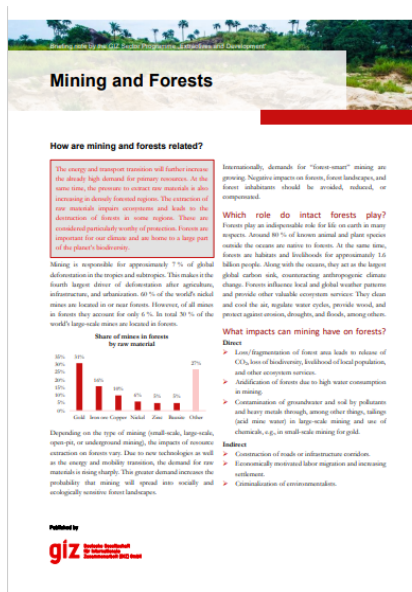 Briefing note by the GIZ Sector Programme 'Extractives and Development'
Mining and Forests
How are mining and forests related?
The energy and transport transition will further increase
the already high demand for primary resources. At the
same time, the pressure to extract raw materials is also
increasing in densely forested regions. The extraction of
raw materials impairs ecosystems and leads to the
destruction of forests in some regions. These are
considered particularly worthy of protection. Forests are
important for our climate and are home to a large part
of the planet's biodiversity.
Mining is responsible for approximately 7 % of global
deforestation in the tropics and subtropics. This makes it the
fourth largest driver of deforestation after agriculture,
infrastructure, and urbanization. 60 % of the world's nickel
mines are located in or near forests. However, of all mines
in forests they account for only 6 %. In total 30 % of the
world's large-scale mines are located in forests.
Share of mines in forests
by raw material
35%
30%
25%
20%
15%
10%
5%
0%
31%
16%
10%
6%
5%
5%
27%
Gold Iron ore Copper Nickel Zinc Bauxite Other
Depending on the type of mining (small-scale, large-scale,
open-pit, or underground mining), the impacts of resource
extraction on forests vary. Due to new technologies as well
as the energy and mobility transition, the demand for raw
materials is rising sharply. This greater demand increases the
probability that mining will spread into socially and
ecologically sensitive forest landscapes.
Internationally, demands for "forest-smart" mining are
growing. Negative impacts on forests, forest landscapes, and
forest inhabitants should be avoided, reduced, or
compensated.
Which role do intact forests play?
Forests play an indispensable role for life on earth in many
respects. Around 80 % of known animal and plant species
outside the oceans are native to forests. At the same time,
forests are habitats and livelihoods for approximately 1.6
billion people. Along with the oceans, they act as the largest
global carbon sink, counteracting anthropogenic climate
change. Forests influence local and global weather patterns
and provide other valuable ecosystem services: They clean
and cool the air, regulate water cycles, provide wood, and
protect against erosion, droughts, and floods, among others.
What impacts can mining have on forests?
Direct
➢ Loss/fragmentation of forest area leads to release of
CO₂, loss of biodiversity, livelihood of local population,
and other ecosystem services.
➢ Aridification of forests due to high water consumption
in mining.
➢ Contamination of groundwater and soil by pollutants
and heavy metals through, among other things, tailings
(acid mine water) in large-scale mining and use of
chemicals, e.g., in small-scale mining for gold.
Indirect
➢ Construction of roads or infrastructure corridors.
➢ Economically motivated labor migration and increasing
settlement.
➢ Criminalization of environmentalists.
Published by
giz
Deutsche Gesellschaft
für Internationale
Zusammenarbeit (GIZ) GmbH